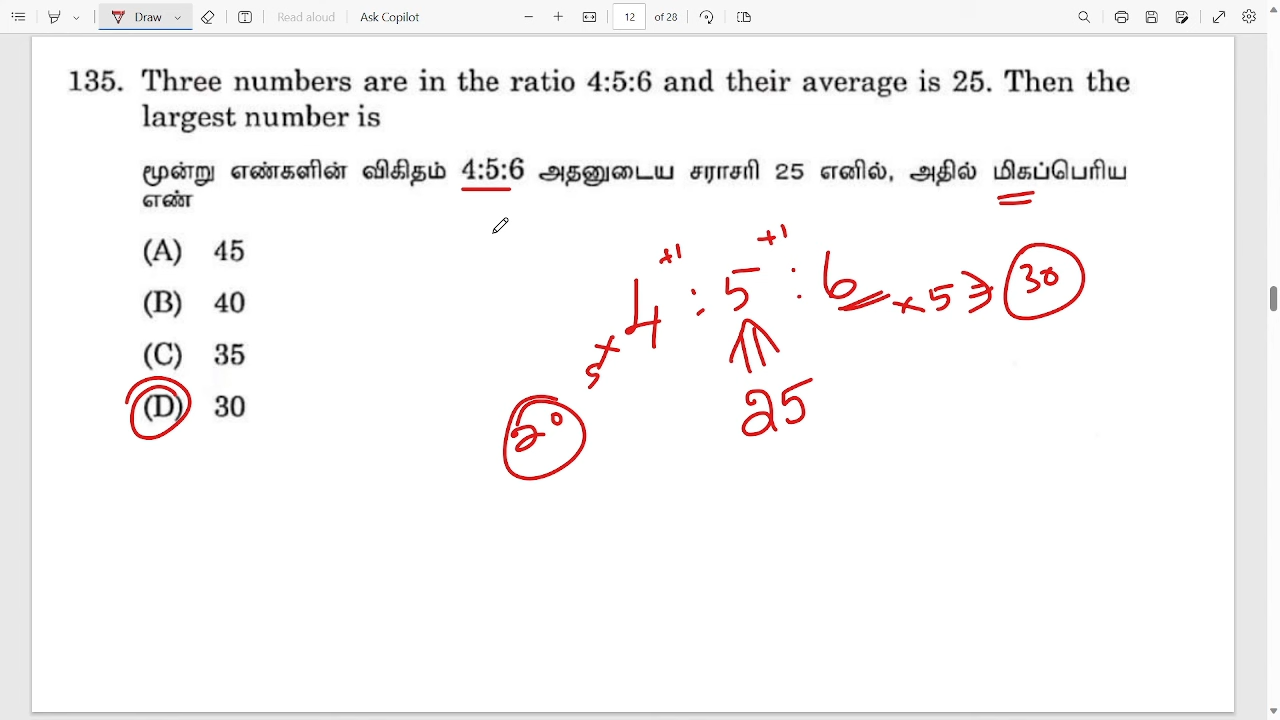 Draw
Read aloud
Ask Copilot
12
of 28
135. Three numbers are in the ratio 4:5:6 and their average is 25. Then the
largest number is
மூன்று எண்களின் விகிதம் 4:5:6 அதனுடைய சராசரி 25 எனில், அதில் மிகப்பெரிய
எண்
(A) 45
(B) 40
(C) 35
(D) 30
+1 +1
4 : 5 : 6 × 5 ⇒ 30
× 5
25
20